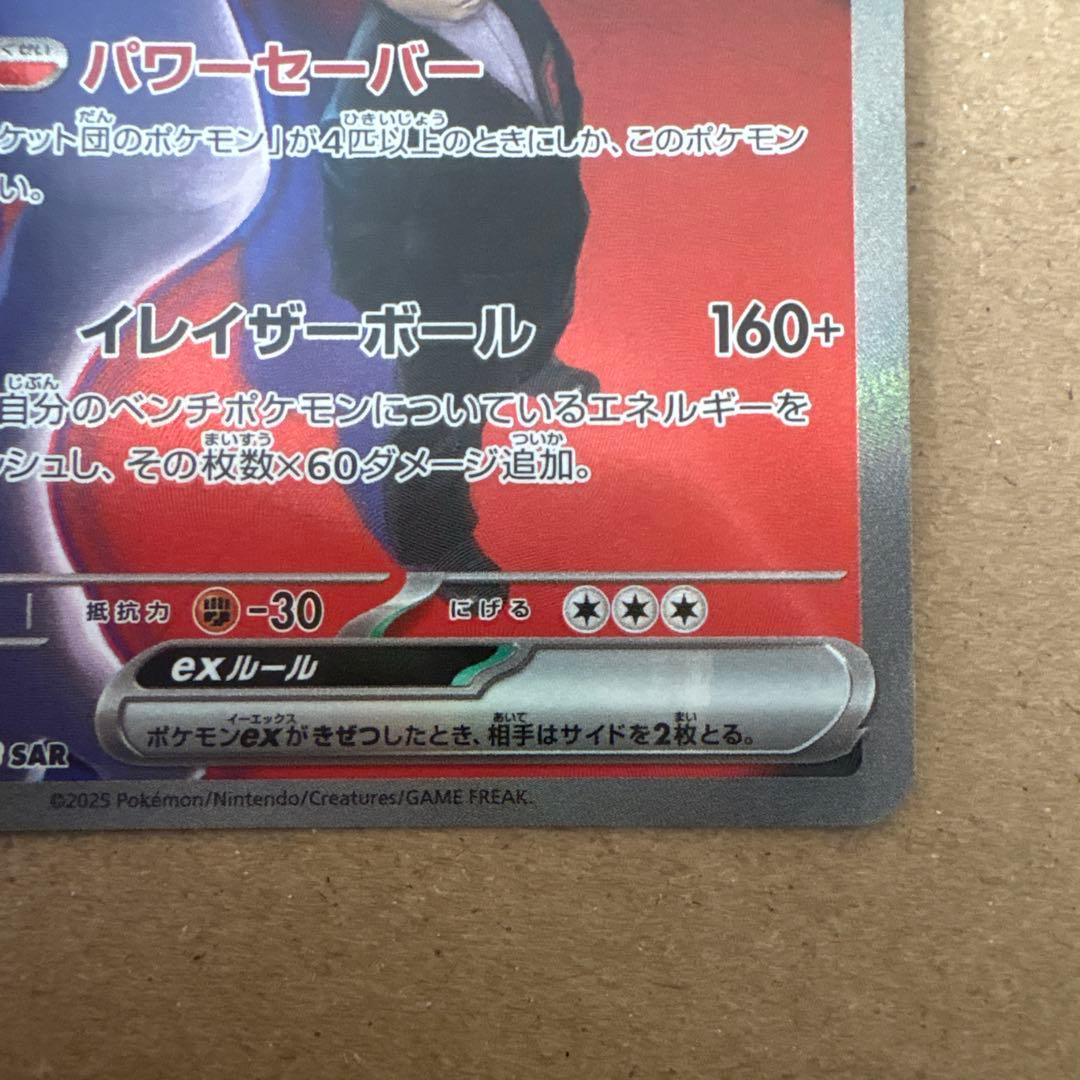 くせい パワーセーバー
ケット団のポケモン」が4匹以上のときにしか、このポケモン
い。
イレイザーボール 160+
自分のベンチポケモンについているエネルギーを
ッシュし、その枚数×60ダメージ追加。
抵抗力 -30 にげる
exルール
ポケモンexがきぜつしたとき、相手はサイドを2枚とる。
SAR
©2025 Pokémon/Nintendo/Creatures/GAME FREAK.